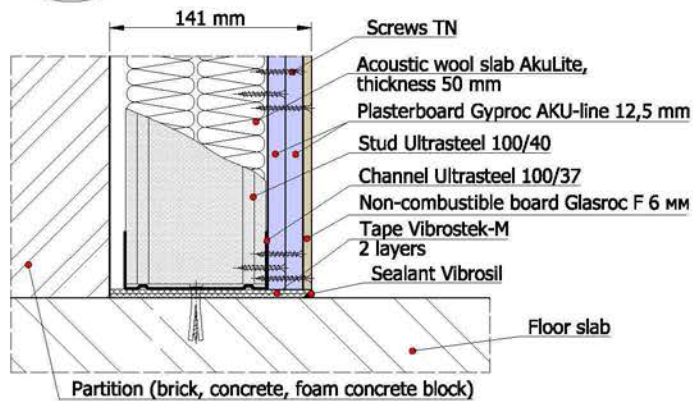 141 mm
Screws TN
Acoustic wool slab AkuLite,
thickness 50 mm
Plasterboard Gyproc AKU-line 12,5 mm
Stud Ultrasteel 100/40
Channel Ultrasteel 100/37
Non-combustible board Glasroc F 6 мм
Tape Vibrostek-M
2 layers
Sealant Vibrosil
Floor slab
Partition (brick, concrete, foam concrete block)